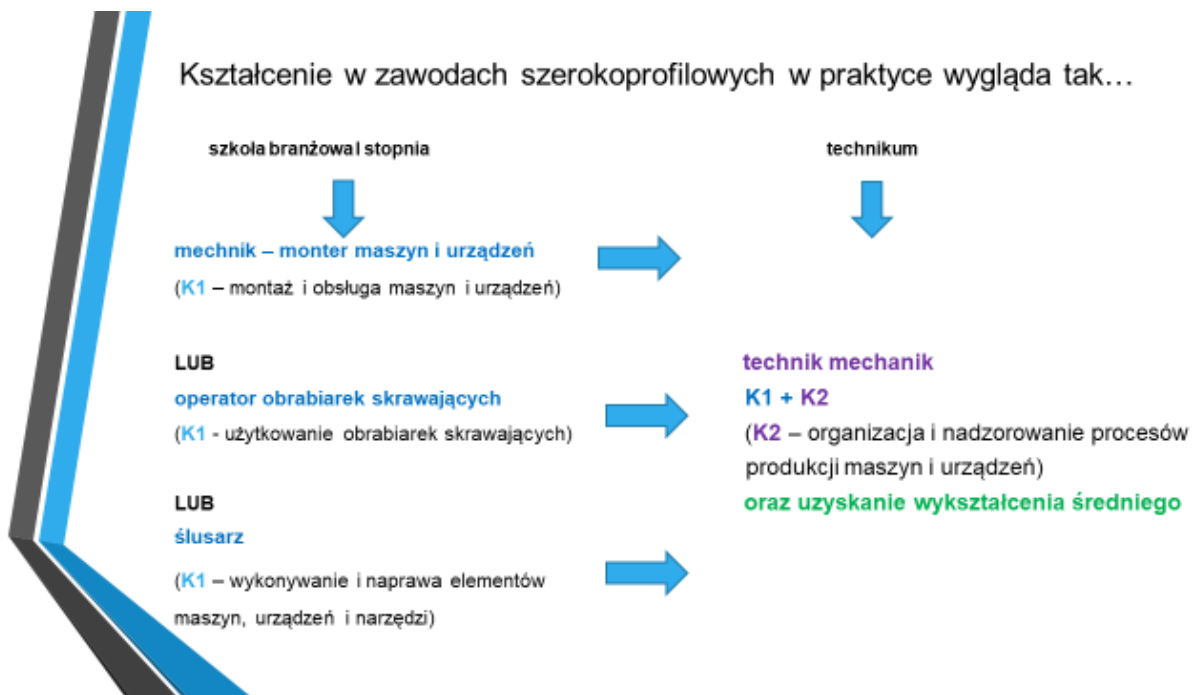 Kształcenie w zawodach szerokoprofilowych w praktyce wygląda tak…
szkoła branżowa I stopnia
mechnik – monter maszyn i urządzeń
(K1 – montaż i obsługa maszyn i urządzeń)
LUB
operator obrabiarek skrawających
(K1 - użytkowanie obrabiarek skrawających)
LUB
ślusarz
(K1 – wykonywanie i naprawa elementów
maszyn, urządzeń i narzędzi)
technikum
technik mechanik
K1 + K2
(K2 – organizacja i nadzorowanie procesów
produkcji maszyn i urządzeń)
oraz uzyskanie wykształcenia średniego